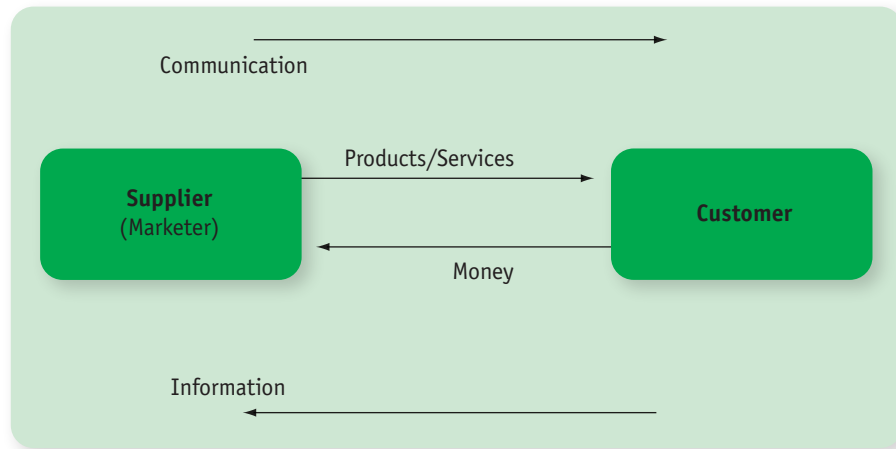 Communication
Products/Services
Supplier
(Marketer)
Customer
Money
Information